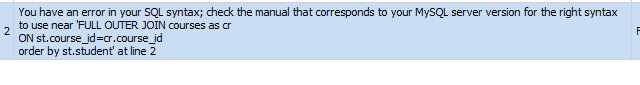 You have an error in your SQL syntax; check the manual that corresponds to your MySQL server version for the right syntax
2 to use near 'FULL OUTER JOIN courses as cr
ON st.course_id=cr.course_id
order by st.student' at line 2